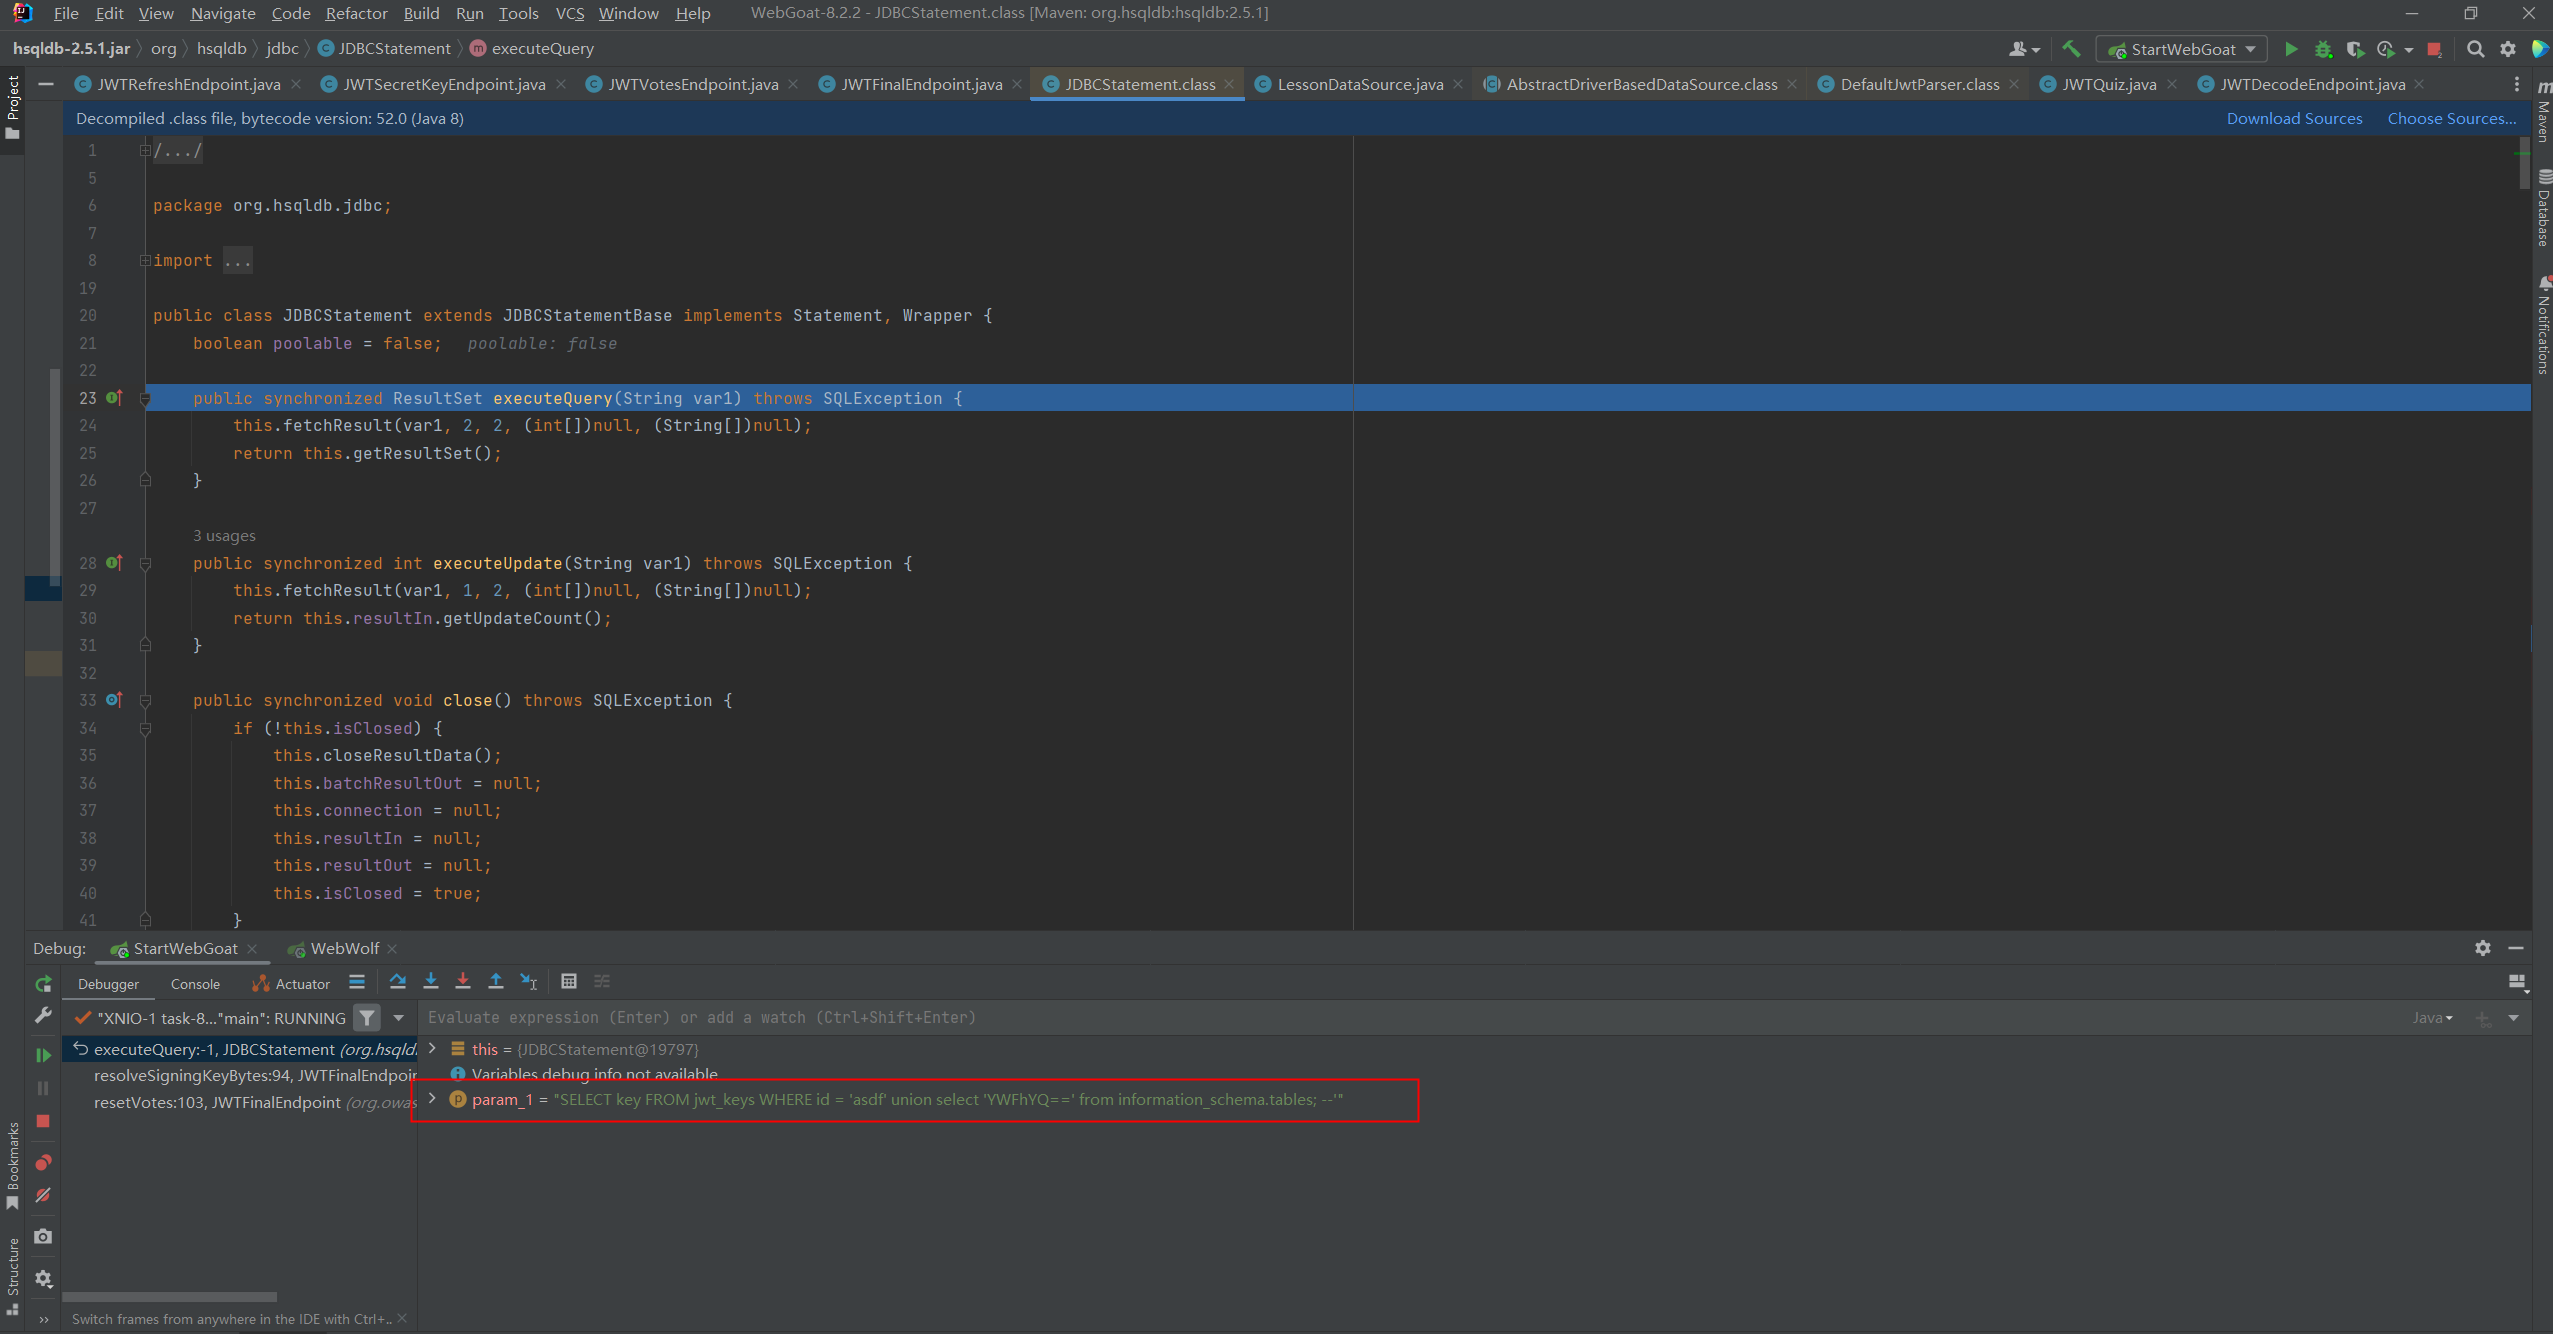 File Edit View Navigate Code Refactor Build Run Tools VCS Window Help WebGoat-8.2.2 - JDBCStatement.class [Maven: org.hsqldb:hsqldb:2.5.1]
hsqldb-2.5.1.jar org hsqldb jdbc JDBCStatement executeQuery StartWebGoat
JWTRefreshEndpoint.java JWTSecretKeyEndpoint.java JWTVotesEndpoint.java JWTFinalEndpoint.java JDBCStatement.class LessonDataSource.java AbstractDriverBasedDataSource.class DefaultJwtParser.class JWTQuiz.java JWTDecodeEndpoint.java
Project
Maven
Database
Notifications
Decompiled .class file, bytecode version: 52.0 (Java 8) Download Sources Choose Sources...
1 /.../
5
6 package org.hsqldb.jdbc;
7
8 import ...
19
20 public class JDBCStatement extends JDBCStatementBase implements Statement, Wrapper {
21 boolean poolable = false; poolable: false
22
23 public synchronized ResultSet executeQuery(String var1) throws SQLException {
24 this.fetchResult(var1, 2, 2, (int[])null, (String[])null);
25 return this.getResultSet();
26 }
27
3 usages
28 public synchronized int executeUpdate(String var1) throws SQLException {
29 this.fetchResult(var1, 1, 2, (int[])null, (String[])null);
30 return this.resultIn.getUpdateCount();
31 }
32
33 public synchronized void close() throws SQLException {
34 if (!this.isClosed) {
35 this.closeResultData();
36 this.batchResultOut = null;
37 this.connection = null;
38 this.resultIn = null;
39 this.resultOut = null;
40 this.isClosed = true;
41 }
Debug: StartWebGoat WebWolf
Debugger Console Actuator
"XNIO-1 task-8..."main": RUNNING Evaluate expression (Enter) or add a watch (Ctrl+Shift+Enter) Java
executeQuery:-1, JDBCStatement (org.hsqld
this = {JDBCStatement@19797}
resolveSigningKeyBytes:94, JWTFinalEndpoin
Variables debug info not available
resetVotes:103, JWTFinalEndpoint (org.owas
param_1 = "SELECT key FROM jwt_keys WHERE id = 'asdf' union select 'YWFhYQ==' from information_schema.tables; --'"
Bookmarks
Structure
Switch frames from anywhere in the IDE with Ctrl+..